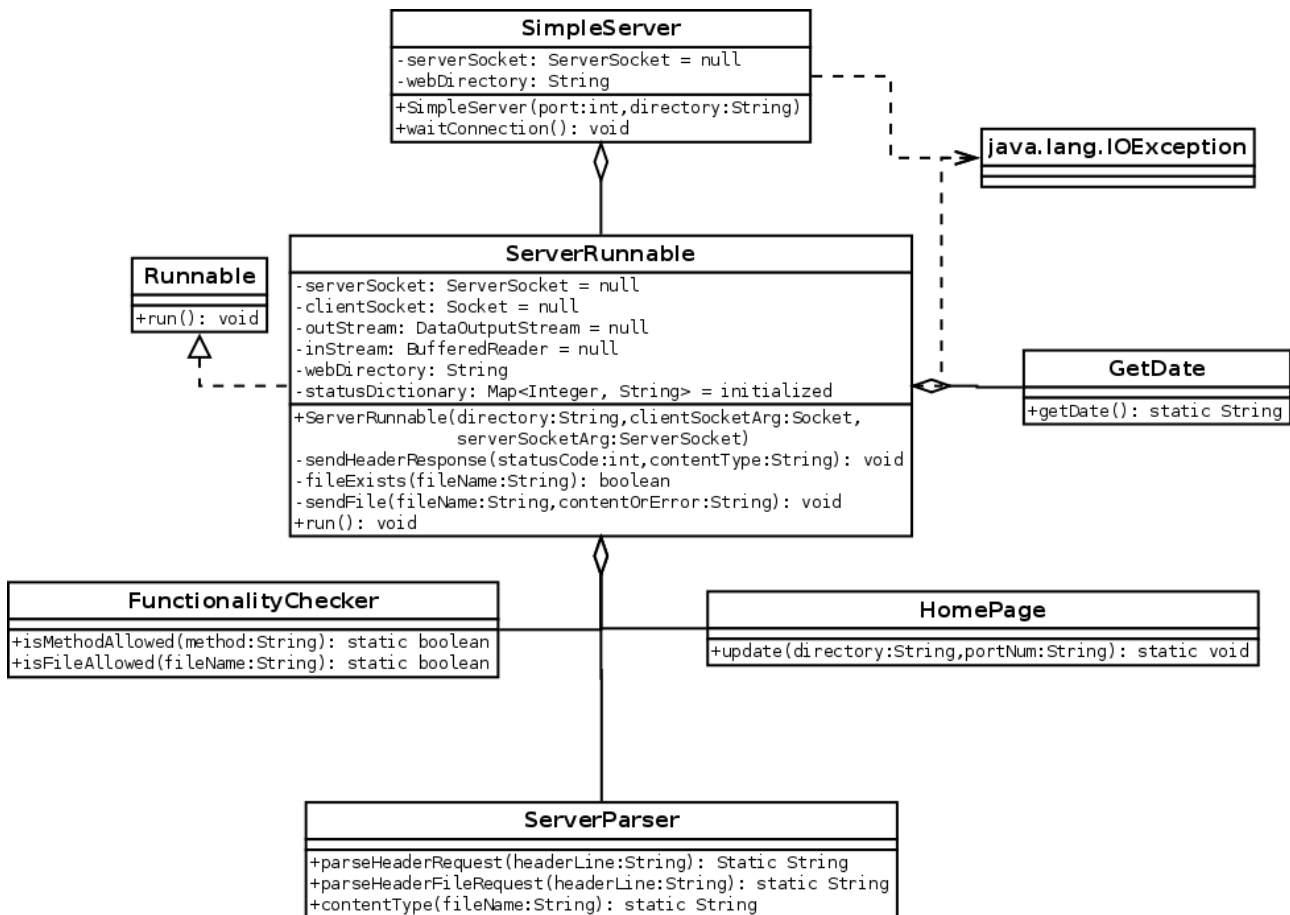 SimpleServer
-serverSocket: ServerSocket = null
-webDirectory: String
+SimpleServer(port:int,directory:String)
+waitConnection(): void
java.lang.IOException
ServerRunnable
-serverSocket: ServerSocket = null
-clientSocket: Socket = null
-outStream: DataOutputStream = null
-inStream: BufferedReader = null
-webDirectory: String
-statusDictionary: Map<Integer, String> = initialized
+ServerRunnable(directory:String,clientSocketArg:Socket,
serverSocketArg:ServerSocket)
-sendHeaderResponse(statusCode:int,contentType:String): void
-fileExists(fileName:String): boolean
-sendFile(fileName:String,contentOrError:String): void
+run(): void
Runnable
+run(): void
GetDate
+getDate(): static String
FunctionalityChecker
+isMethodAllowed(method:String): static boolean
+isFileAllowed(fileName:String): static boolean
HomePage
+update(directory:String,portNum:String): static void
ServerParser
+parseHeaderRequest(headerLine:String): Static String
+parseHeaderFileRequest(headerLine:String): static String
+contentType(fileName:String): static String